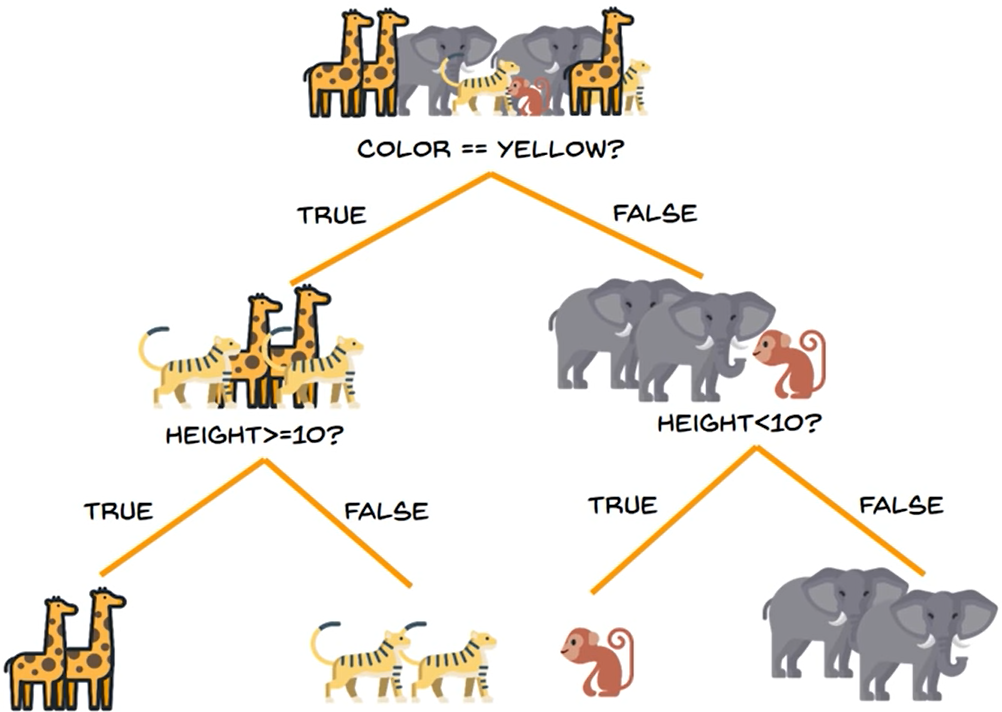 COLOR == YELLOW?
TRUE
FALSE
HEIGHT>=10?
HEIGHT<10?
TRUE
FALSE
TRUE
FALSE